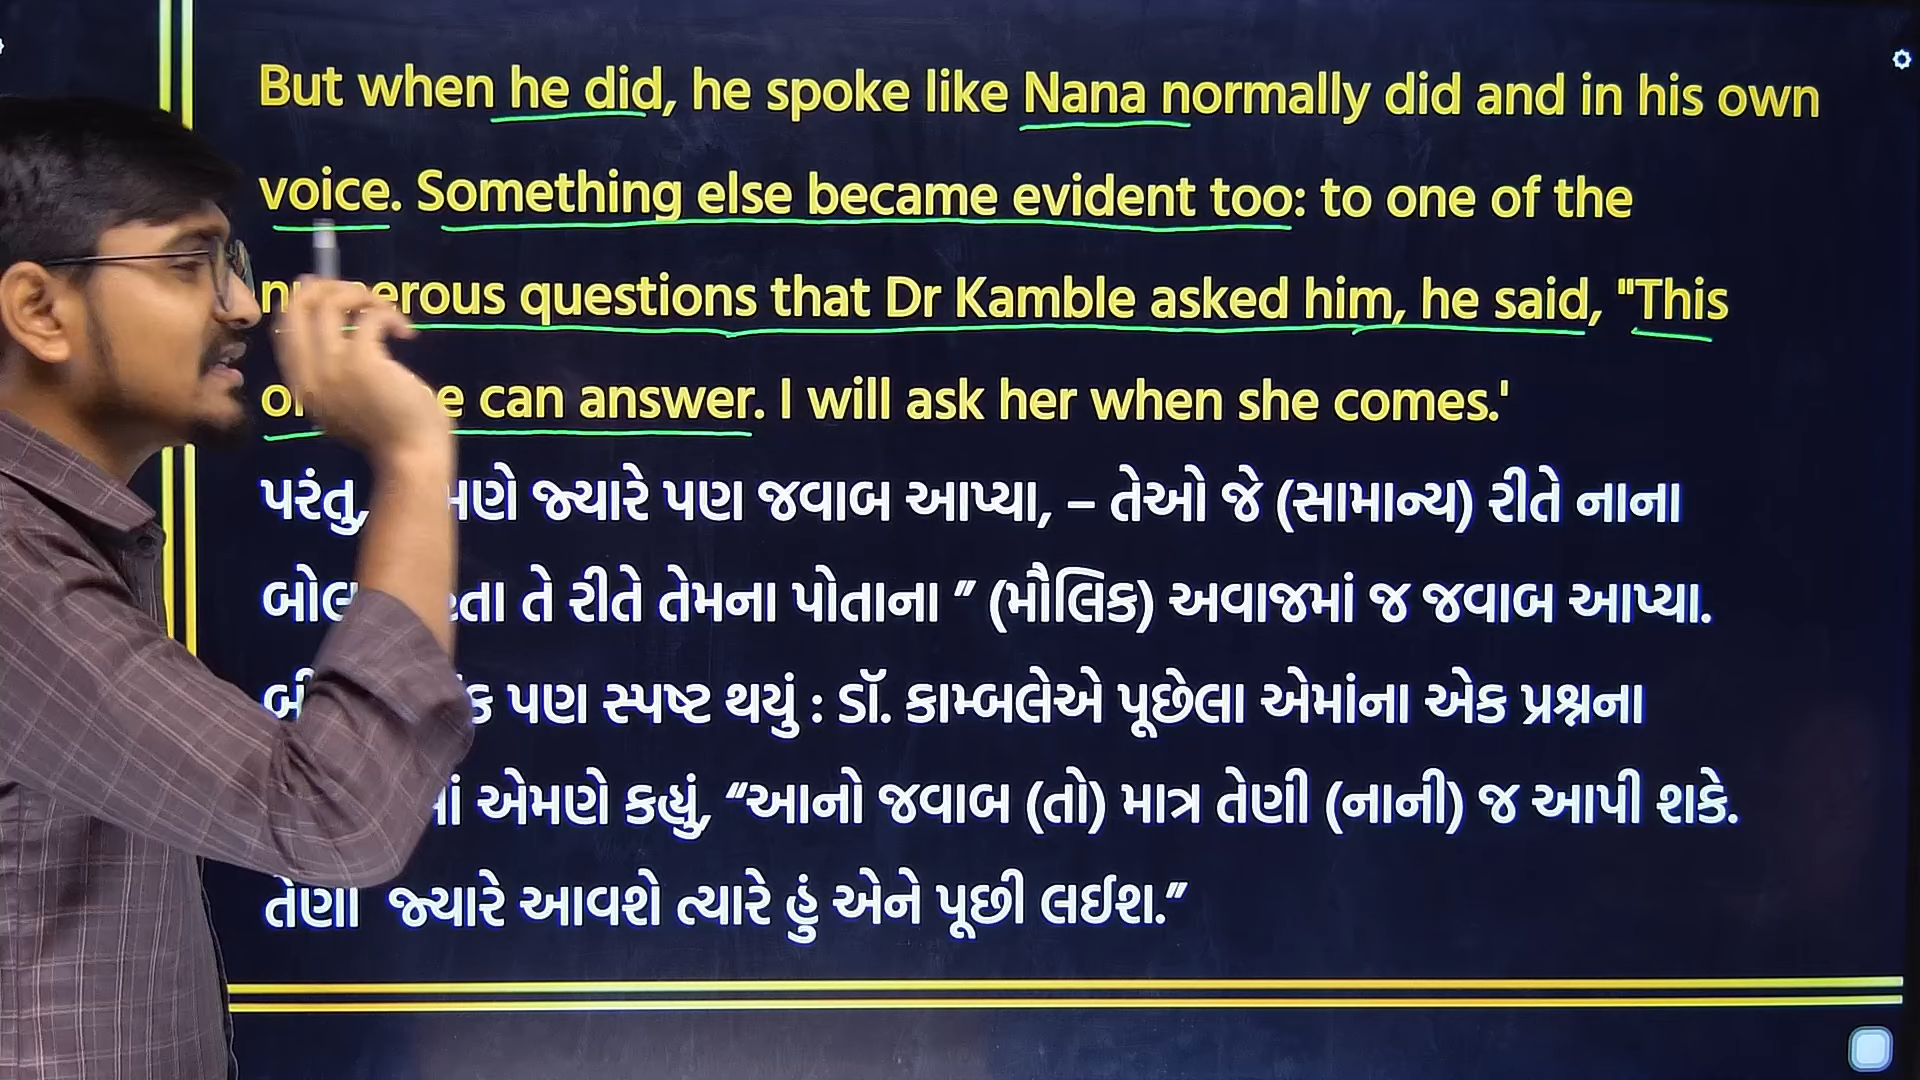 But when he did, he spoke like Nana normally did and in his own
voice. Something else became evident too: to one of the
questions that Dr Kamble asked him, he said, "This
can answer. I will ask her when she comes.'
પરંતુ, જ્યારે પણ જવાબ આપ્યા, – તેઓ જે (સામાન્ય) રીતે નાના
તે રીતે તેમના પોતાના ” (મૌલિક) અવાજમાં જ જવાબ આપ્યા.
પણ સ્પષ્ટ થયું : ડૉ. કામ્બલેએ પૂછેલા એમાંના એક પ્રશ્નના
એમણે કહ્યું, “આનો જવાબ (તો) માત્ર તેણી (નાની) જ આપી શકે.
જ્યારે આવશે ત્યારે હું એને પૂછી લઈશ.”